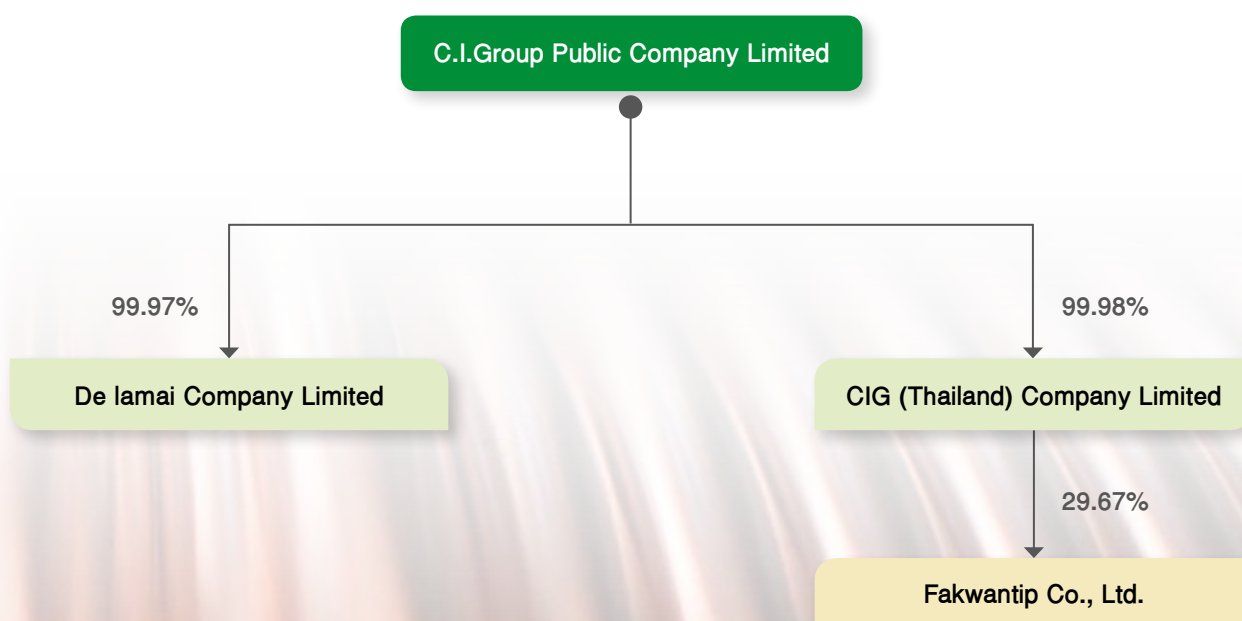 C.I.Group Public Company Limited
99.97%
99.98%
De lamai Company Limited
CIG (Thailand) Company Limited
29.67%
Fakwantip Co., Ltd.